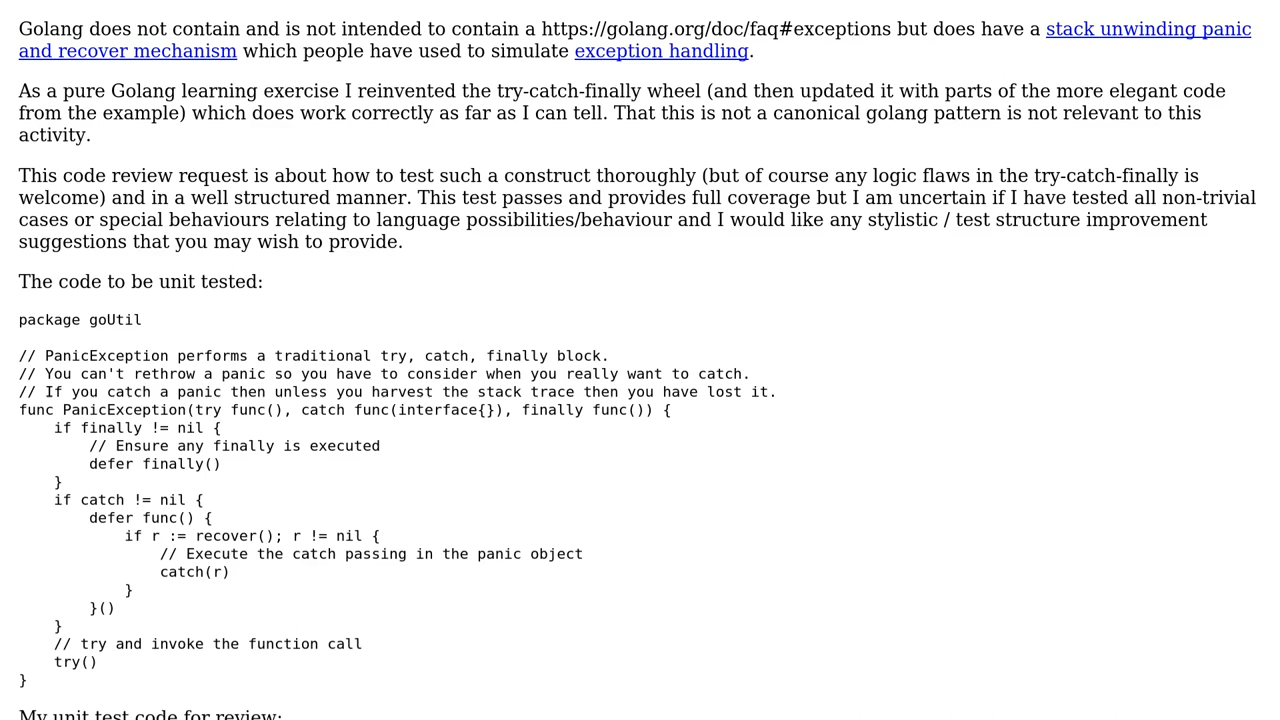 Golang does not contain and is not intended to contain a https://golang.org/doc/faq#exceptions but does have a stack unwinding panic
and recover mechanism which people have used to simulate exception handling.
As a pure Golang learning exercise I reinvented the try-catch-finally wheel (and then updated it with parts of the more elegant code
from the example) which does work correctly as far as I can tell. That this is not a canonical golang pattern is not relevant to this
activity.
This code review request is about how to test such a construct thoroughly (but of course any logic flaws in the try-catch-finally is
welcome) and in a well structured manner. This test passes and provides full coverage but I am uncertain if I have tested all non-trivial
cases or special behaviours relating to language possibilities/behaviour and I would like any stylistic / test structure improvement
suggestions that you may wish to provide.
The code to be unit tested:
package goUtil
// PanicException performs a traditional try, catch, finally block.
// You can't rethrow a panic so you have to consider when you really want to catch.
// If you catch a panic then unless you harvest the stack trace then you have lost it.
func PanicException(try func(), catch func(interface{}), finally func()) {
    if finally != nil {
        // Ensure any finally is executed
        defer finally()
    }
    if catch != nil {
        defer func() {
            if r := recover(); r != nil {
                // Execute the catch passing in the panic object
                catch(r)
            }
        }()
    }
    // try and invoke the function call
    try()
}
My unit test code for review: